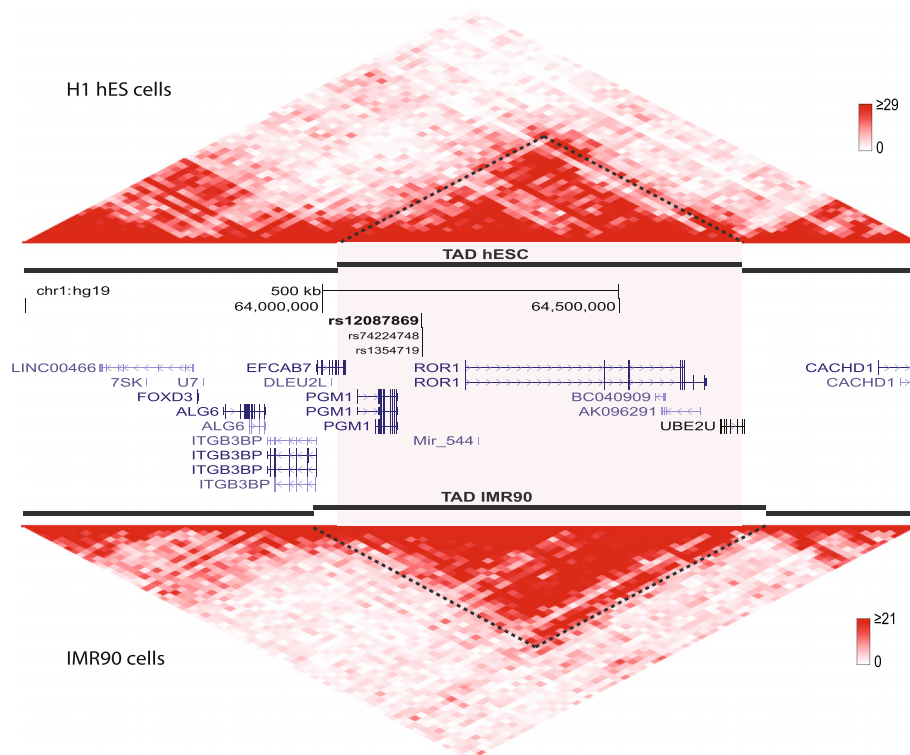 H1 hES cells
≥29
0
TAD hESC
chr1:hg19
500 kb
64,000,000
64,500,000
rs12087869
rs74224748
rs1354719
LINC00466
EFCAB7
ROR1
CACHD1
7SK
U7
DLEU2L
ROR1
CACHD1
FOXD3
PGM1
BC040909
ALG6
PGM1
AK096291
ALG6
PGM1
UBE2U
ITGB3BP
Mir_544
ITGB3BP
ITGB3BP
ITGB3BP
TAD IMR90
≥21
0
IMR90 cells